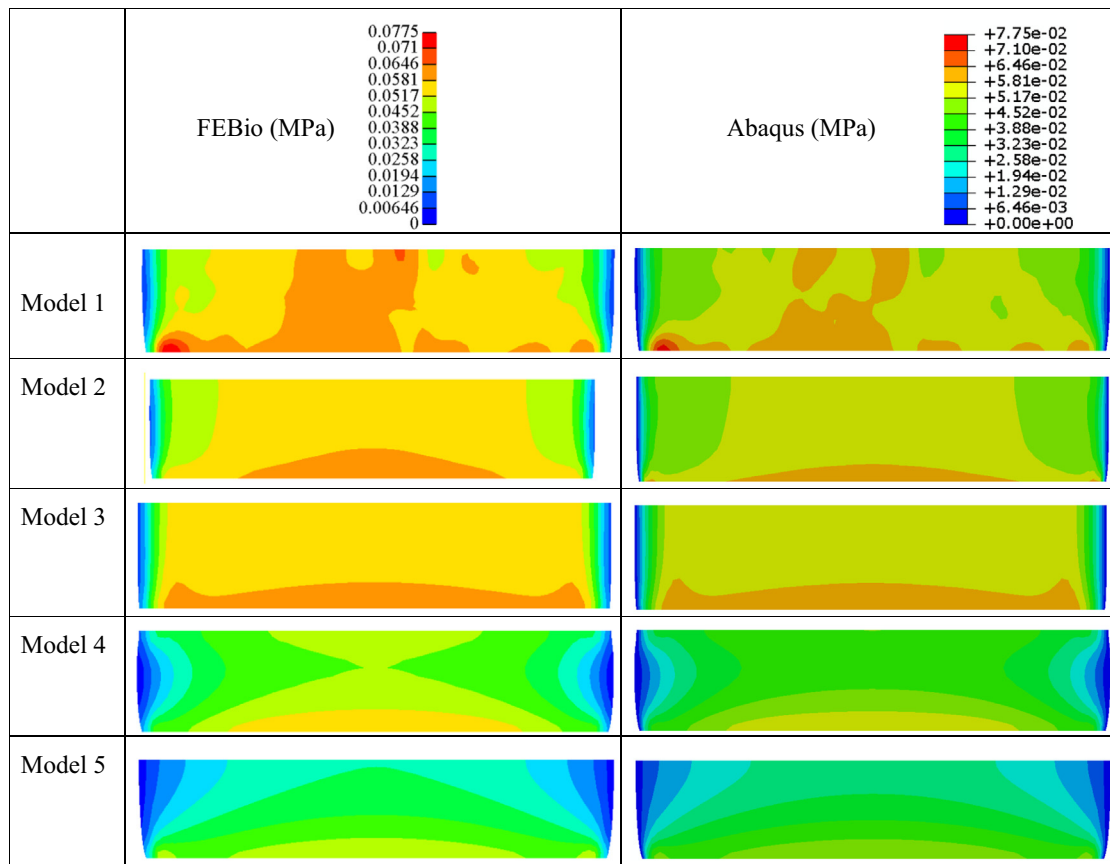 FEBio (MPa)
0.0775
0.071
0.0646
0.0581
0.0517
0.0452
0.0388
0.0323
0.0258
0.0194
0.0129
0.00646
0
Abaqus (MPa)
+7.75e-02
+7.10e-02
+6.46e-02
+5.81e-02
+5.17e-02
+4.52e-02
+3.88e-02
+3.23e-02
+2.58e-02
+1.94e-02
+1.29e-02
+6.46e-03
+0.00e+00
Model 1
Model 2
Model 3
Model 4
Model 5